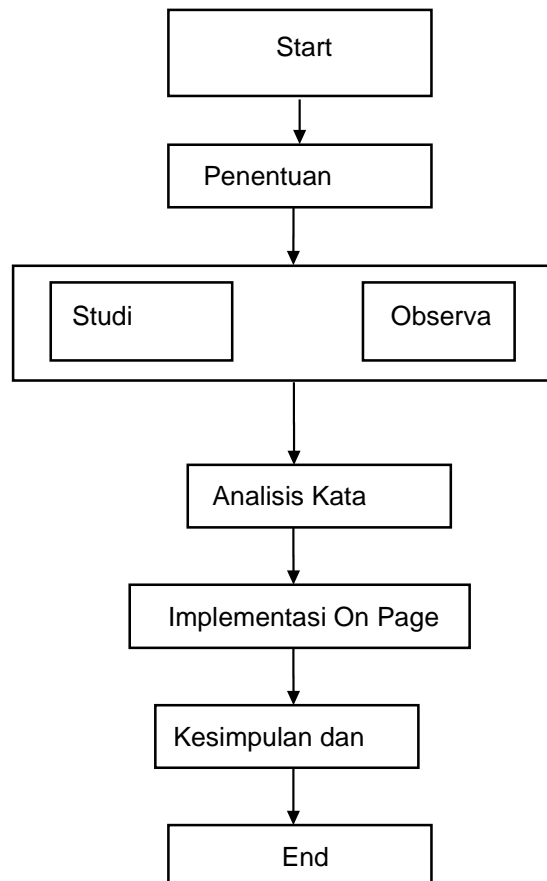 Start
Penentuan
Studi
Observa
Analisis Kata
Implementasi On Page
Kesimpulan dan
End